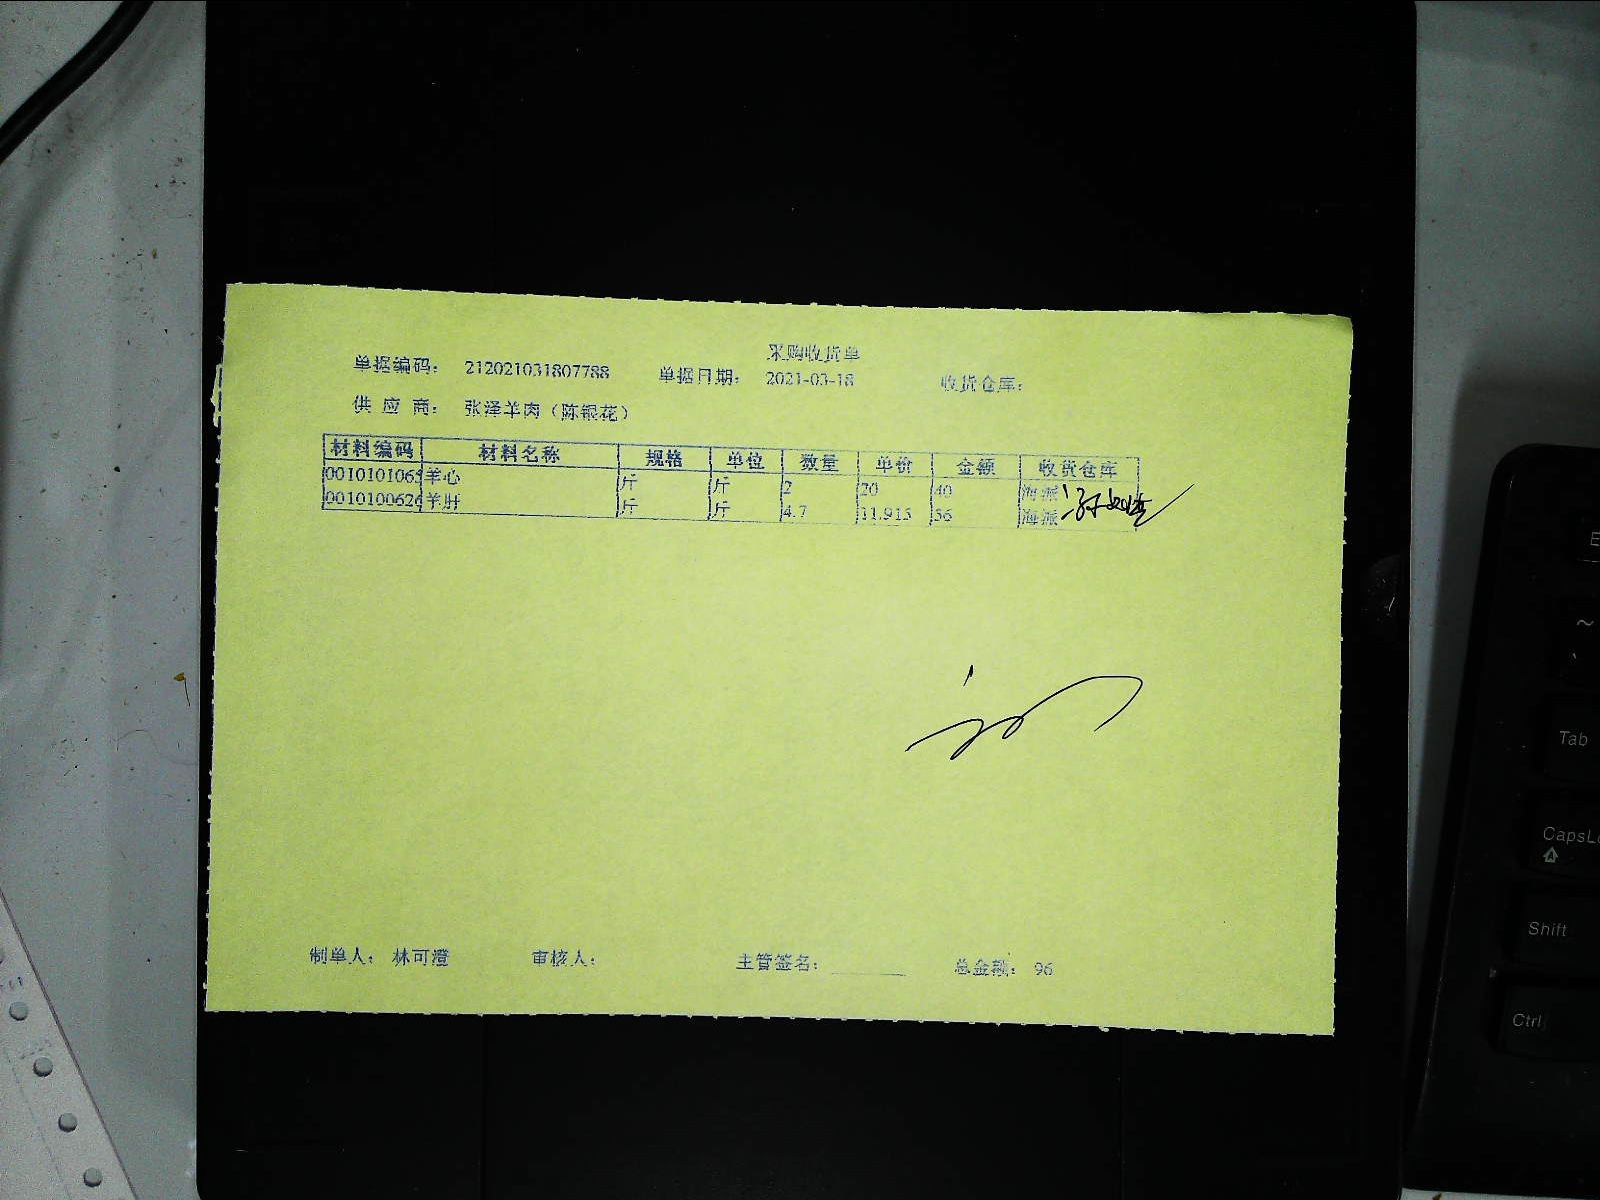 采购收货单
单据编码： 212021031807788 单据日期： 2021-03-18 收货仓库：
供 应 商： 张泽羊肉（陈银花）
材料编码 材料名称 规格 单位 数量 单价 金额 收货仓库
0010101065 羊心 斤 斤 2 20 40 海派
0010100626 羊肝 斤 斤 4.7 11.915 56 海派
制单人： 林可澄 审核人： 主管签名： 总金额： 96
~
Tab
CapsLo
Shift
Ctrl